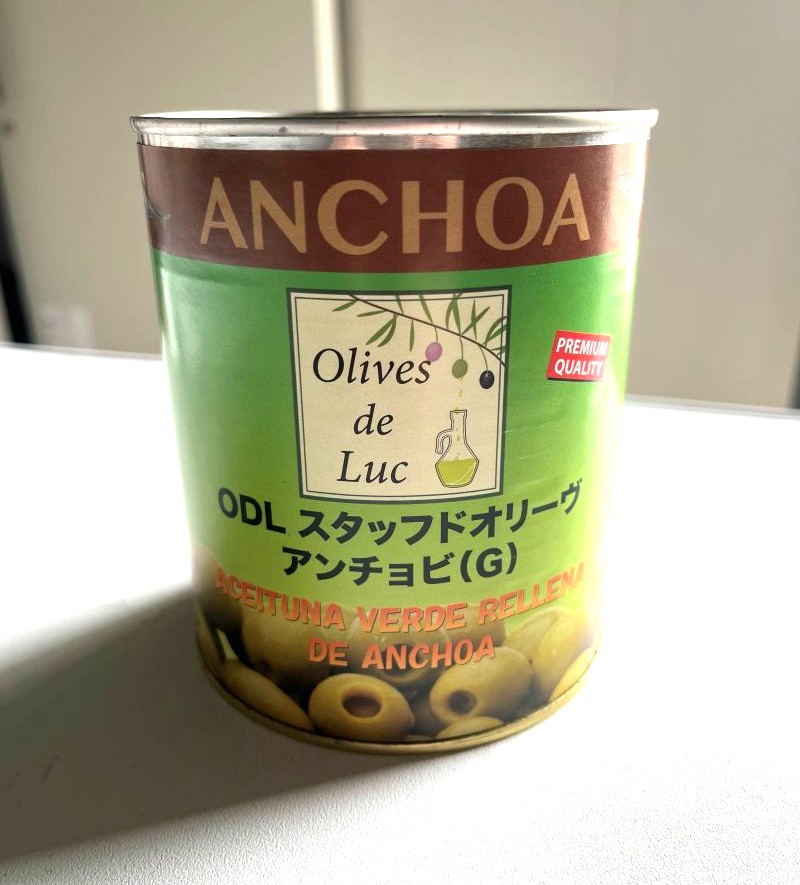 ANCHOA
Olives
de
Luc
PREMIUM
QUALITY
ODL スタッフドオリーヴ
アンチョビ(G)
ACEITUNA VERDE RELLENA
DE ANCHOA